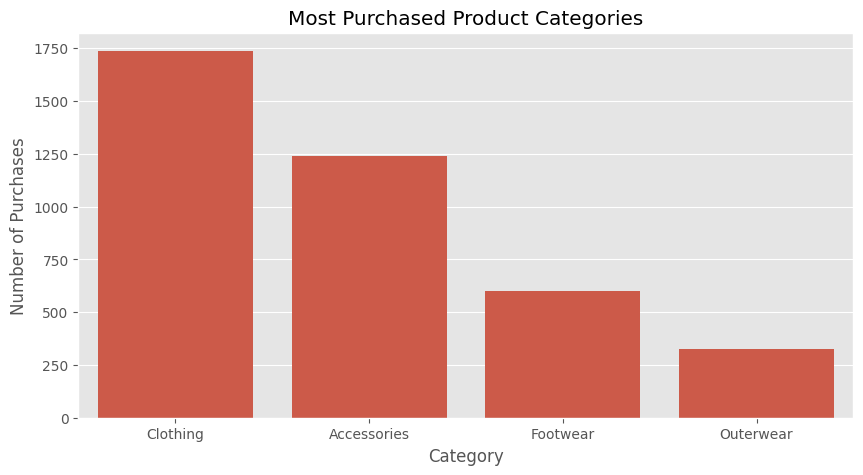 Most Purchased Product Categories
1750
1500
1250
1000
750
500
250
0
Number of Purchases
Clothing Accessories Footwear Outerwear
Category